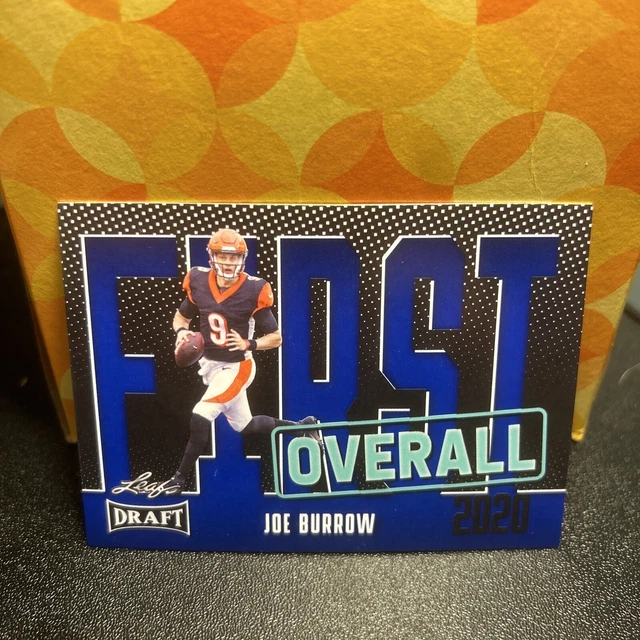 FIRST
9
OVERALL
Leaf
DRAFT
JOE BURROW
2020